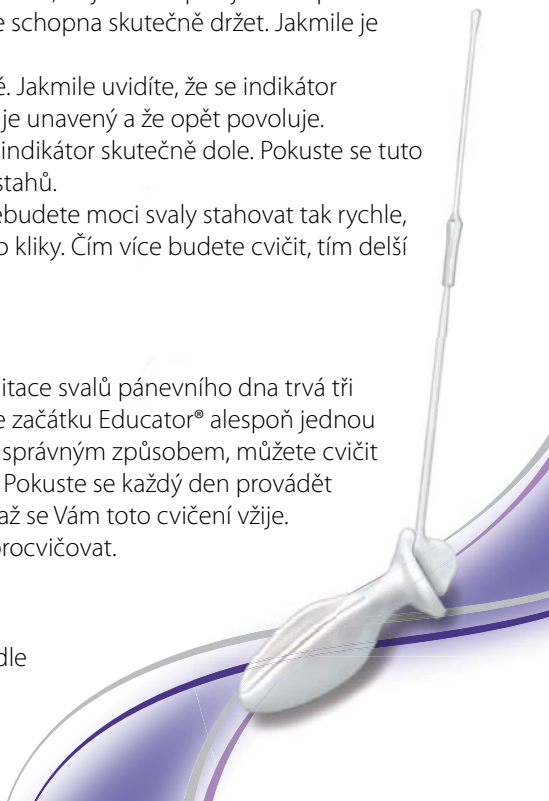 e schopna skutečně držet. Jakmile je
ě. Jakmile uvidíte, že se indikátor
je unavený a že opět povoluje.
indikátor skutečně dole. Pokuste se tuto
stahů.
ebudete moci svaly stahovat tak rychle,
o kliky. Čím více budete cvičit, tím delší
itace svalů pánevního dna trvá tři
e začátku Educator® alespoň jednou
správným způsobem, můžete cvičit
Pokuste se každý den provádět
až se Vám toto cvičení vžije.
procvičovat.
dle